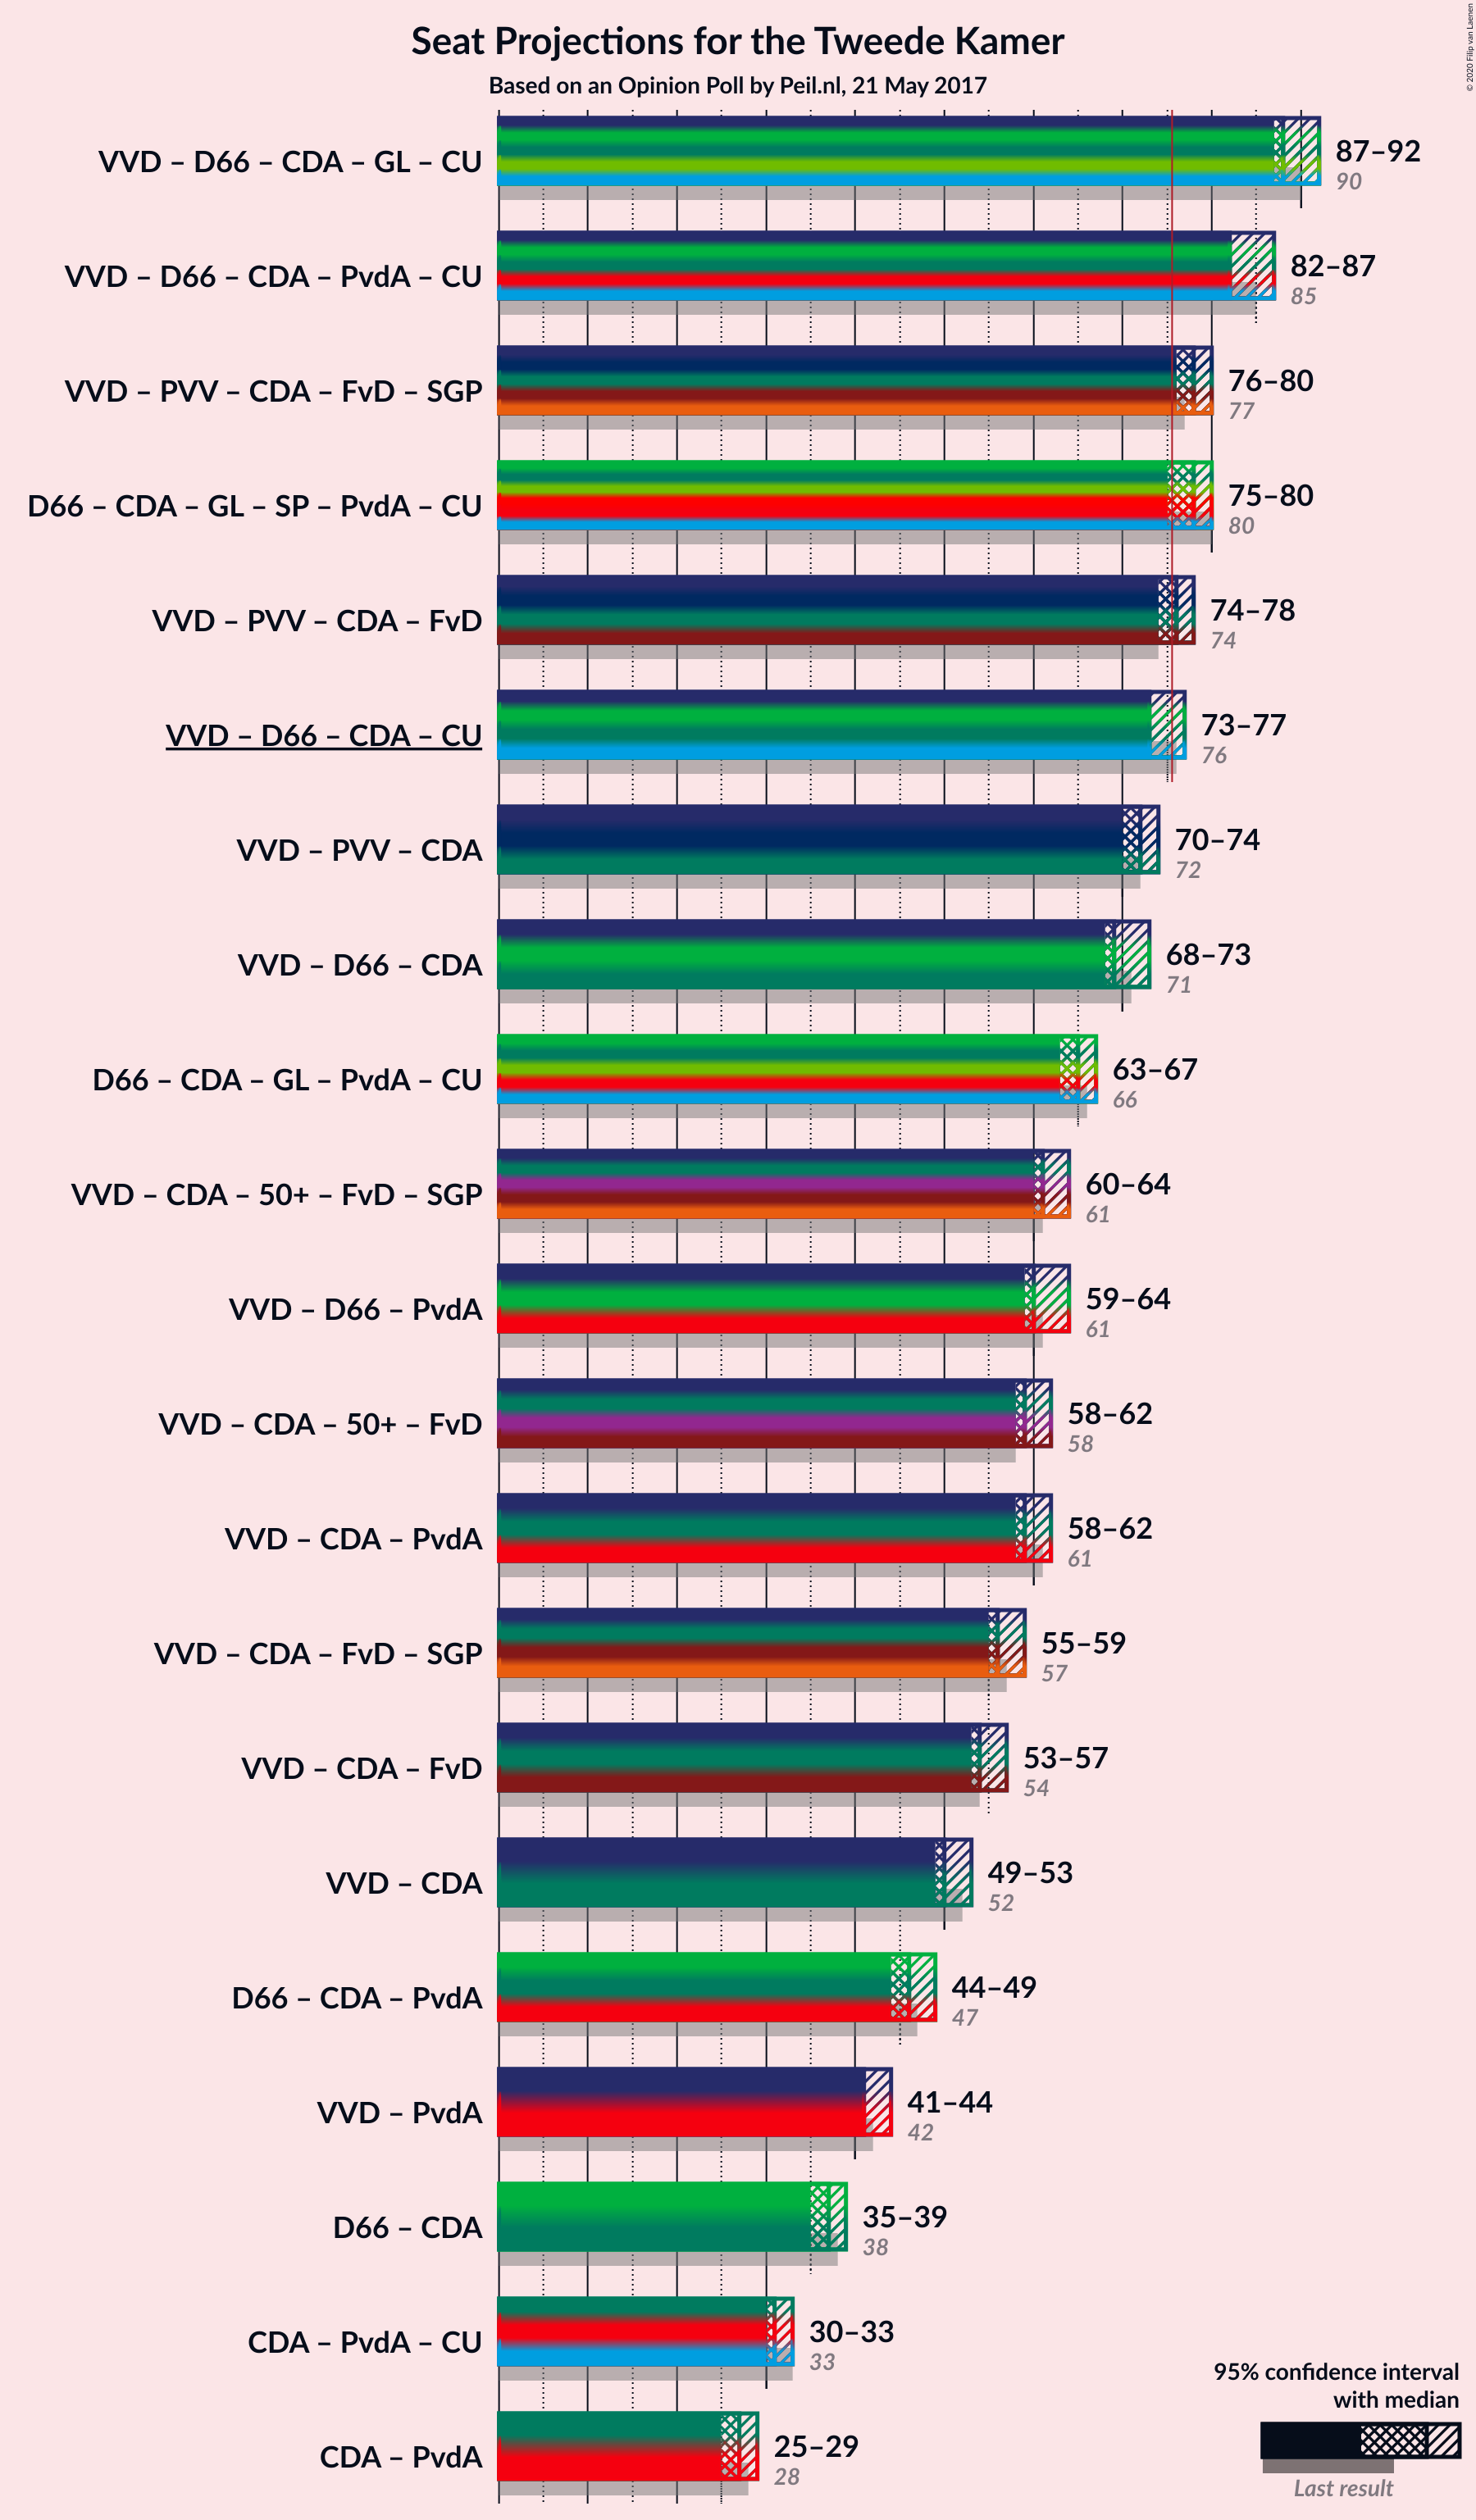 Seat Projections for the Tweede Kamer
Based on an Opinion Poll by Peil.nl, 21 May 2017
© 2020 Filip van Laenen
VVD – D66 – CDA – GL – CU
87–92
90
VVD – D66 – CDA – PvdA – CU
82–87
85
VVD – PVV – CDA – FvD – SGP
76–80
77
D66 – CDA – GL – SP – PvdA – CU
75–80
80
VVD – PVV – CDA – FvD
74–78
74
VVD – D66 – CDA – CU
73–77
76
VVD – PVV – CDA
70–74
72
VVD – D66 – CDA
68–73
71
D66 – CDA – GL – PvdA – CU
63–67
66
VVD – CDA – 50+ – FvD – SGP
60–64
61
VVD – D66 – PvdA
59–64
61
VVD – CDA – 50+ – FvD
58–62
58
VVD – CDA – PvdA
58–62
61
VVD – CDA – FvD – SGP
55–59
57
VVD – CDA – FvD
53–57
54
VVD – CDA
49–53
52
D66 – CDA – PvdA
44–49
47
VVD – PvdA
41–44
42
D66 – CDA
35–39
38
CDA – PvdA – CU
30–33
33
CDA – PvdA
25–29
28
95% confidence interval
with median
Last result